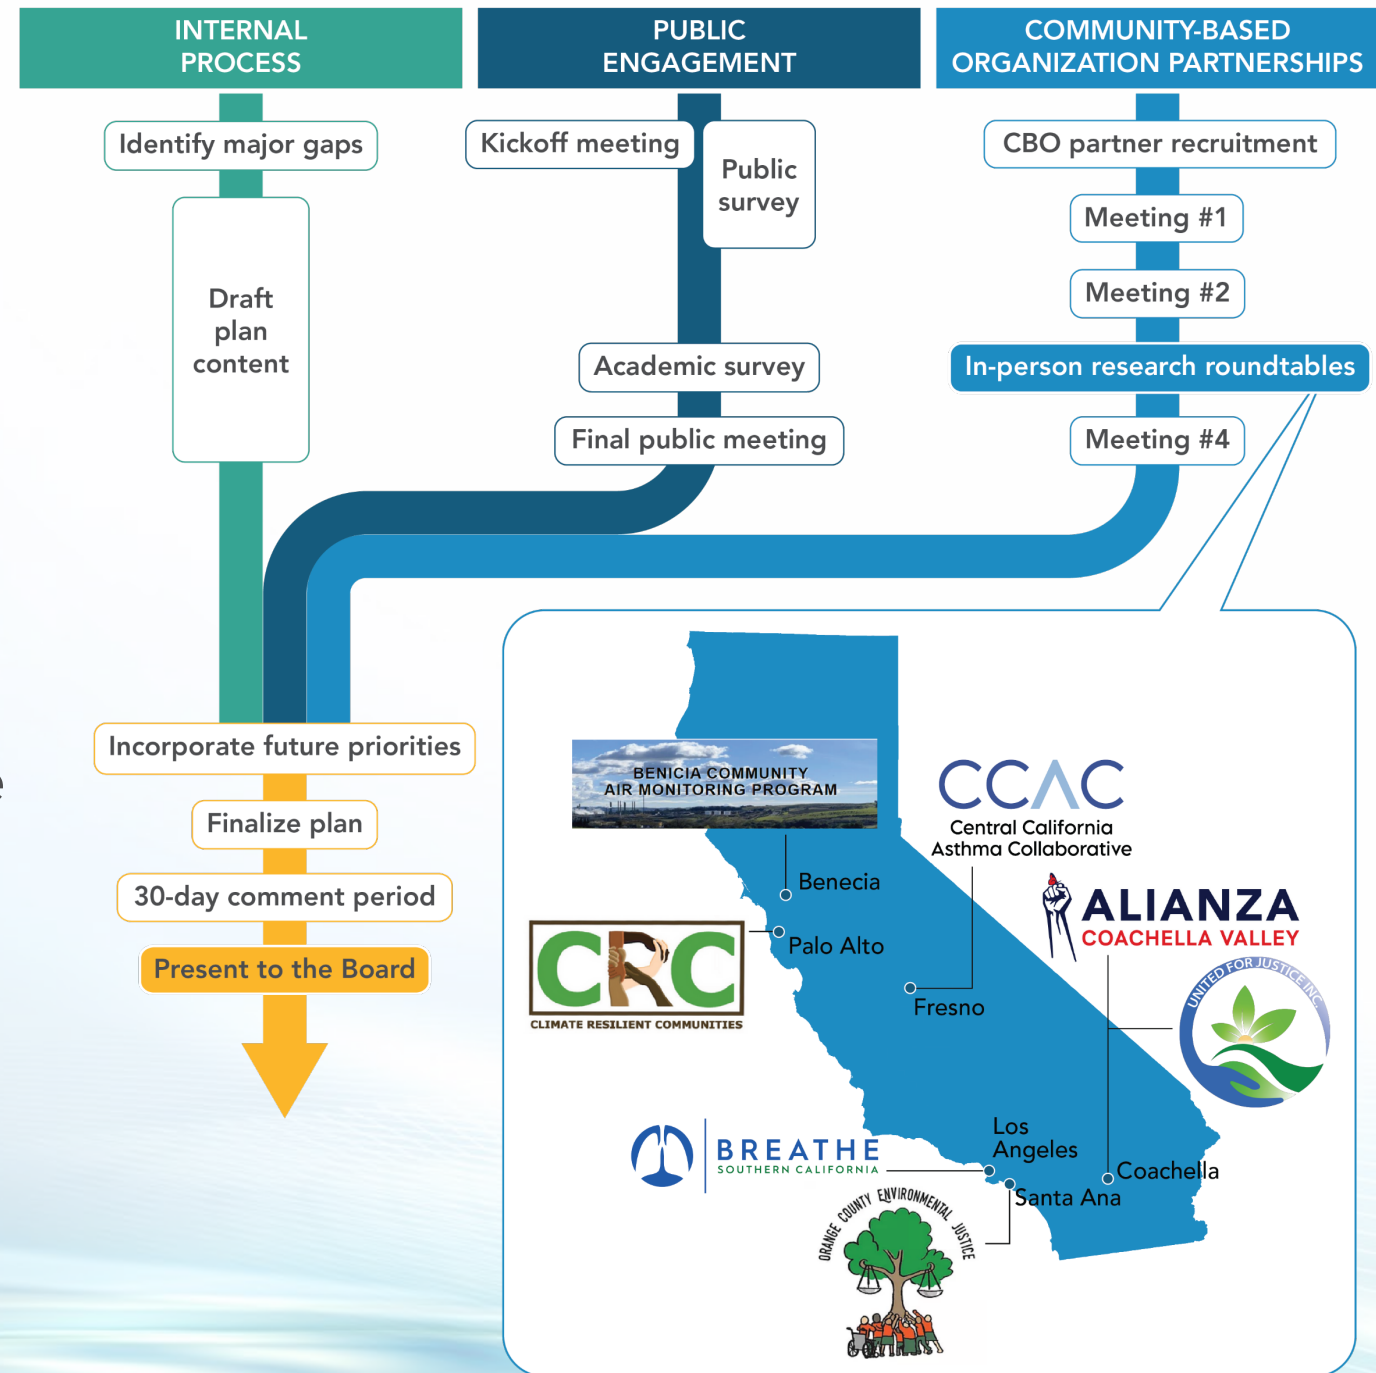 INTERNAL
PROCESS
PUBLIC
ENGAGEMENT
COMMUNITY-BASED
ORGANIZATION PARTNERSHIPS
Identify major gaps
Draft
plan
content
Kickoff meeting
Public
survey
Academic survey
Final public meeting
CBO partner recruitment
Meeting #1
Meeting #2
In-person research roundtables
Meeting #4
Incorporate future priorities
Finalize plan
30-day comment period
Present to the Board
e
BENICIA COMMUNITY
AIR MONITORING PROGRAM
CCAC
Central California
Asthma Collaborative
Benecia
ALIANZA
COACHELLA VALLEY
CRC
CLIMATE RESILIENT COMMUNITIES
Palo Alto
Fresno
UNITED FOR JUSTICE INC.
BREATHE
SOUTHERN CALIFORNIA
Los
Angeles
Coachella
Santa Ana
ORANGE COUNTY ENVIRONMENTAL JUSTICE